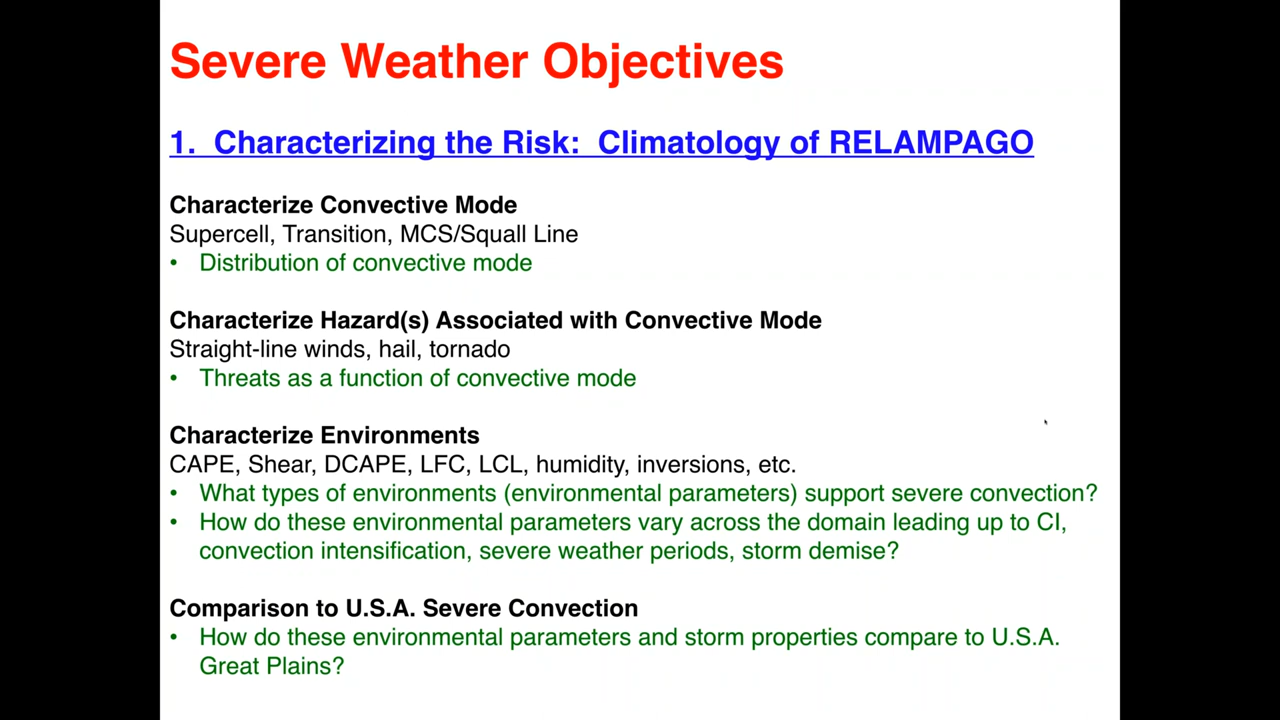 Severe Weather Objectives
1. Characterizing the Risk: Climatology of RELAMPAGO
Characterize Convective Mode
Supercell, Transition, MCS/Squall Line
• Distribution of convective mode
Characterize Hazard(s) Associated with Convective Mode
Straight-line winds, hail, tornado
• Threats as a function of convective mode
Characterize Environments
CAPE, Shear, DCAPE, LFC, LCL, humidity, inversions, etc.
• What types of environments (environmental parameters) support severe convection?
• How do these environmental parameters vary across the domain leading up to CI,
convection intensification, severe weather periods, storm demise?
Comparison to U.S.A. Severe Convection
• How do these environmental parameters and storm properties compare to U.S.A.
Great Plains?